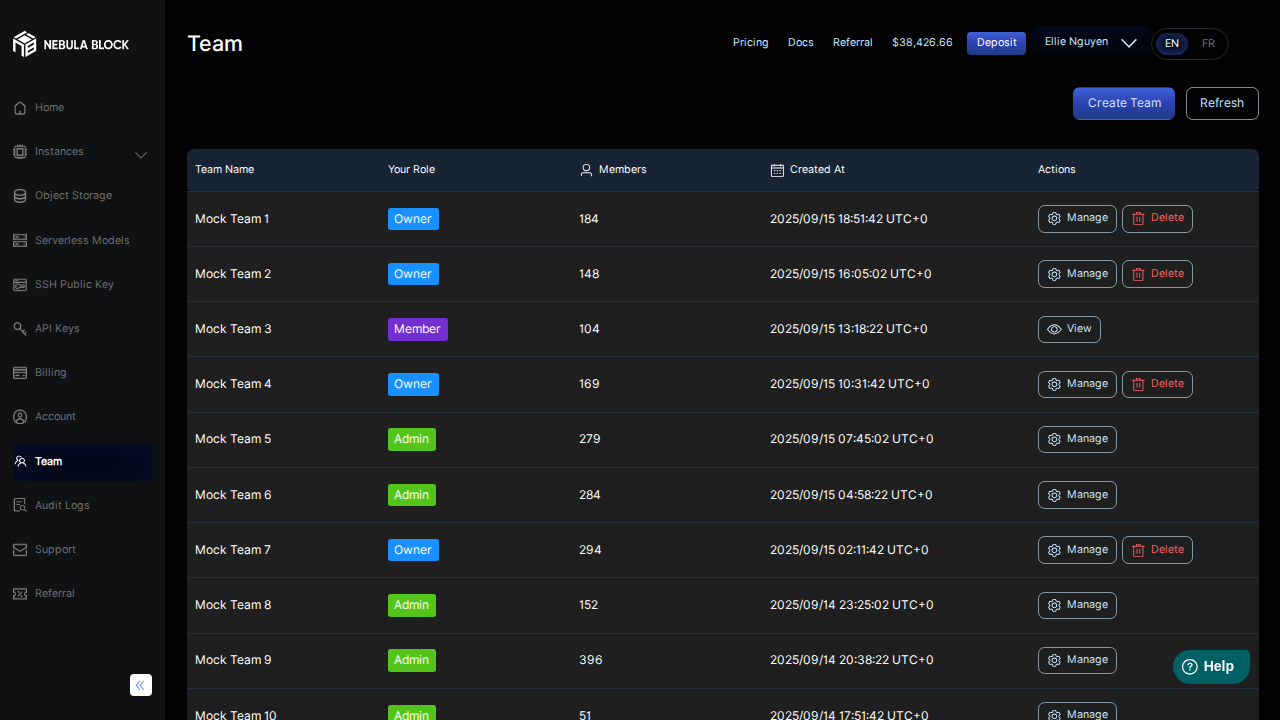 NEBULA BLOCK
Home
Instances
Object Storage
Serverless Models
SSH Public Key
API Keys
Billing
Account
Team
Audit Logs
Support
Referral
Team
Pricing Docs Referral $38,426.66 Deposit Ellie Nguyen EN FR
Create Team Refresh
Team Name Your Role Members Created At Actions
Mock Team 1 Owner 184 2025/09/15 18:51:42 UTC+0 Manage Delete
Mock Team 2 Owner 148 2025/09/15 16:05:02 UTC+0 Manage Delete
Mock Team 3 Member 104 2025/09/15 13:18:22 UTC+0 View
Mock Team 4 Owner 169 2025/09/15 10:31:42 UTC+0 Manage Delete
Mock Team 5 Admin 279 2025/09/15 07:45:02 UTC+0 Manage
Mock Team 6 Admin 284 2025/09/15 04:58:22 UTC+0 Manage
Mock Team 7 Owner 294 2025/09/15 02:11:42 UTC+0 Manage Delete
Mock Team 8 Admin 152 2025/09/14 23:25:02 UTC+0 Manage
Mock Team 9 Admin 396 2025/09/14 20:38:22 UTC+0 Manage
Mock Team 10 Admin 51 2025/09/14 17:51:42 UTC+0 Manage
Help